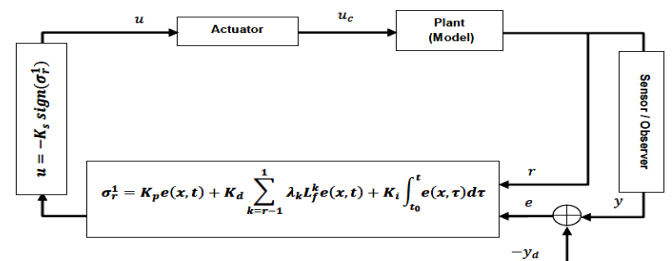 u
Actuator
u_c
Plant
(Model)
Sensor / Observer
u = −K_s sign(σ_r^1)
σ_r^1 = K_p e(x, t) + K_d ∑_{k=r−1}^{1} λ_k L_f^k e(x, t) + K_i ∫_{t_0}^{t} e(x, τ)dτ
r
e
y
−y_d